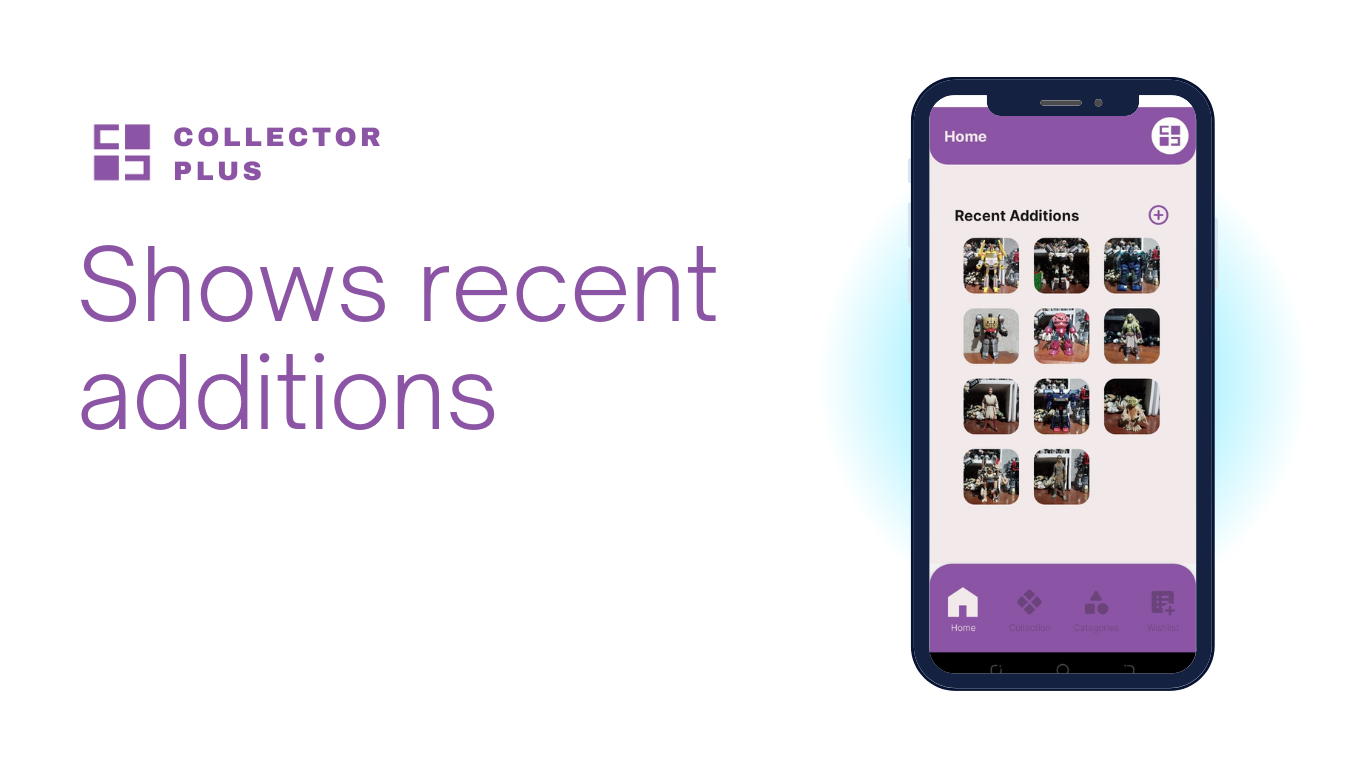 COLLECTOR
PLUS
Shows recent
additions
Home
Recent Additions
Home
Collection
Categories
Wishlist